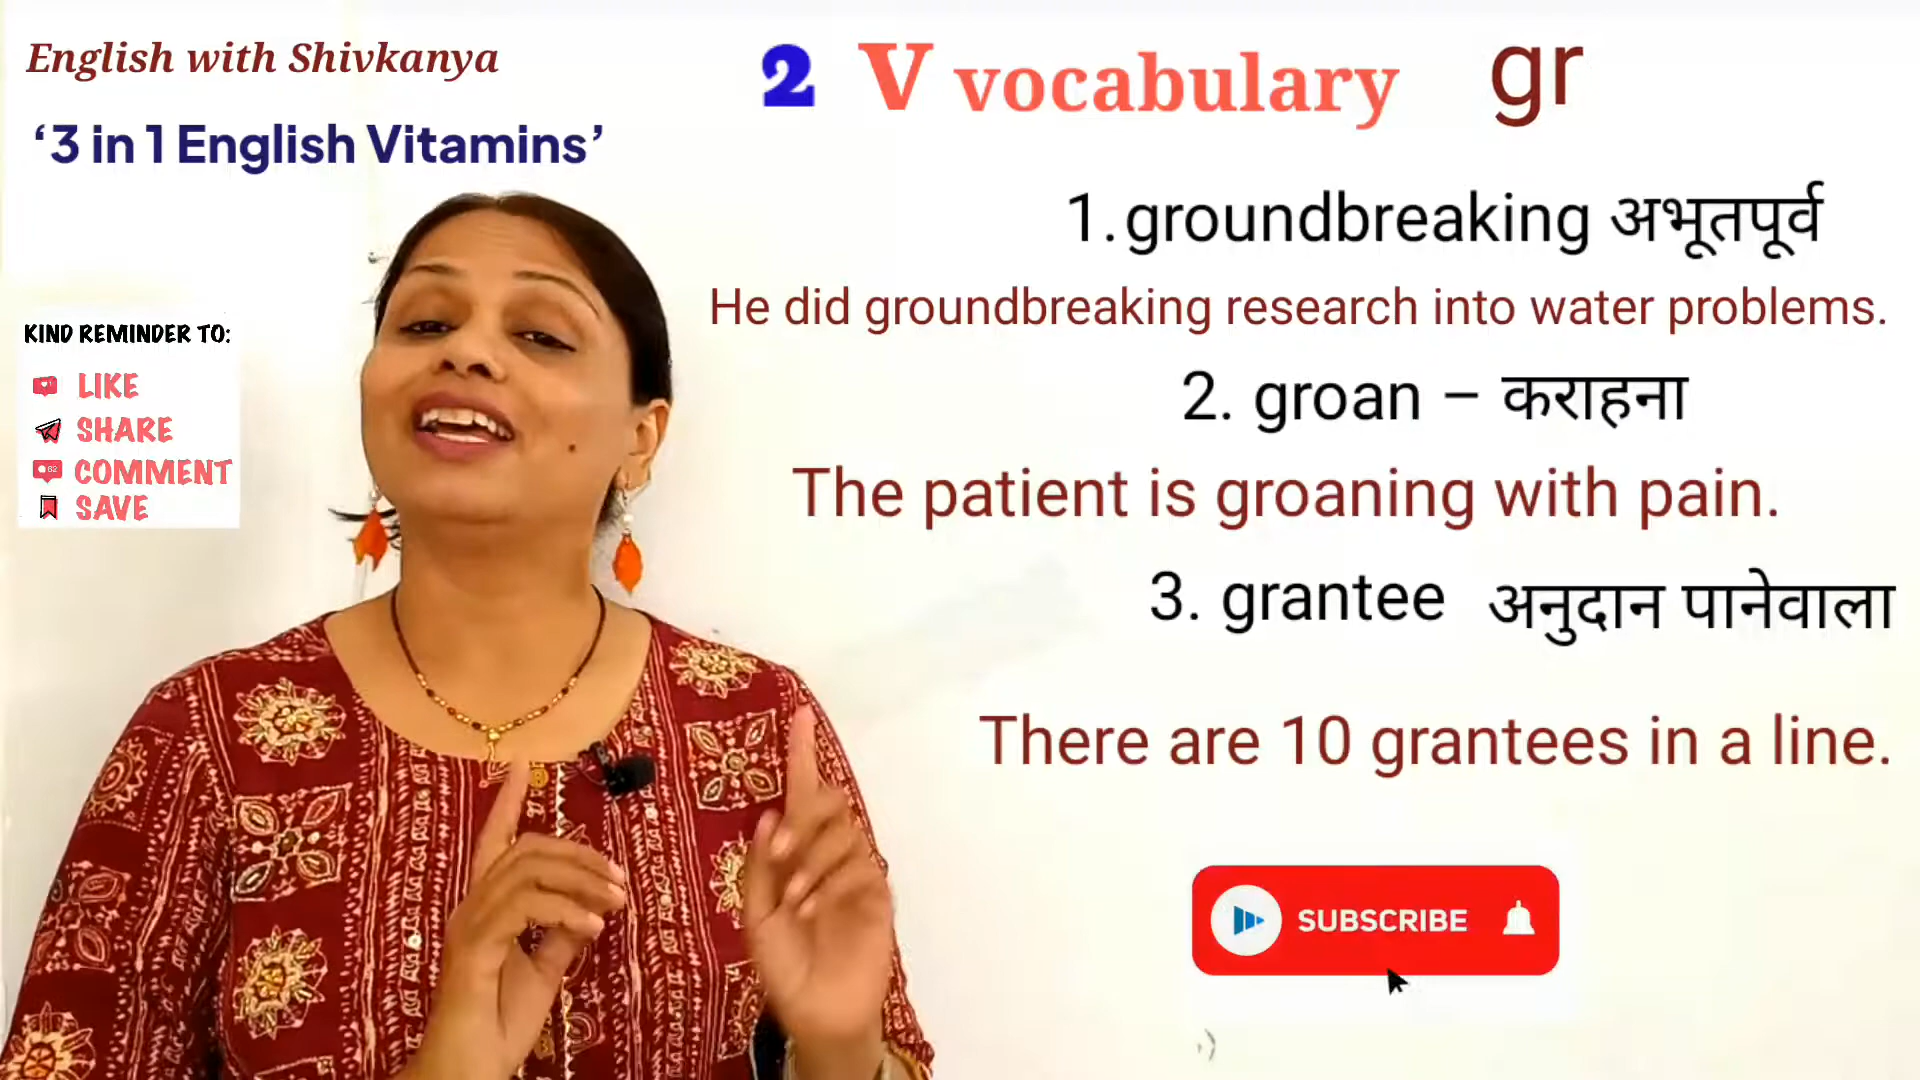 English with Shivkanya
‘3 in 1 English Vitamins’
2 V vocabulary gr
1.groundbreaking अभूतपूर्व
He did groundbreaking research into water problems.
2. groan – कराहना
The patient is groaning with pain.
3. grantee अनुदान पानेवाला
There are 10 grantees in a line.
KIND REMINDER TO:
LIKE
SHARE
COMMENT
SAVE
SUBSCRIBE